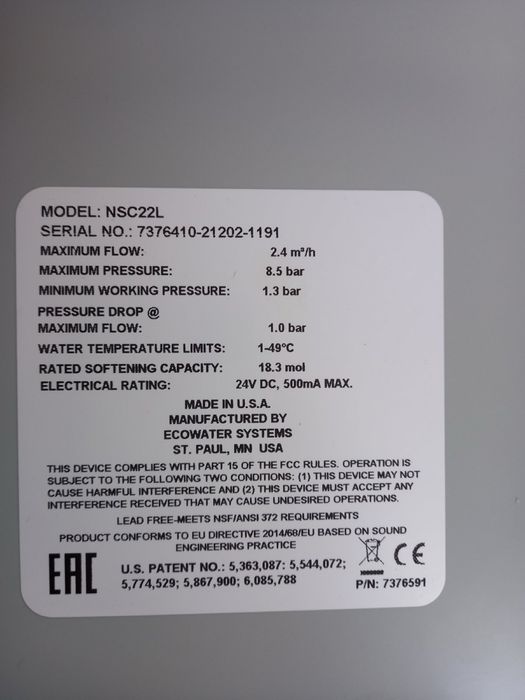 MODEL: NSC22L
SERIAL NO.: 7376410-21202-1191
MAXIMUM FLOW: 2.4 m³/h
MAXIMUM PRESSURE: 8.5 bar
MINIMUM WORKING PRESSURE: 1.3 bar
PRESSURE DROP @
MAXIMUM FLOW: 1.0 bar
WATER TEMPERATURE LIMITS: 1-49°C
RATED SOFTENING CAPACITY: 18.3 mol
ELECTRICAL RATING: 24V DC, 500mA MAX.
MADE IN U.S.A.
MANUFACTURED BY
ECOWATER SYSTEMS
ST. PAUL, MN USA
THIS DEVICE COMPLIES WITH PART 15 OF THE FCC RULES. OPERATION IS
SUBJECT TO THE FOLLOWING TWO CONDITIONS: (1) THIS DEVICE MAY NOT
CAUSE HARMFUL INTERFERENCE AND (2) THIS DEVICE MUST ACCEPT ANY
INTERFERENCE RECEIVED THAT MAY CAUSE UNDESIRED OPERATIONS.
LEAD FREE-MEETS NSF/ANSI 372 REQUIREMENTS
PRODUCT CONFORMS TO EU DIRECTIVE 2014/68/EU BASED ON SOUND
ENGINEERING PRACTICE
EAC
U.S. PATENT NO.: 5,363,087: 5,544,072;
5,774,529; 5,867,900; 6,085,788
CE
P/N: 7376591